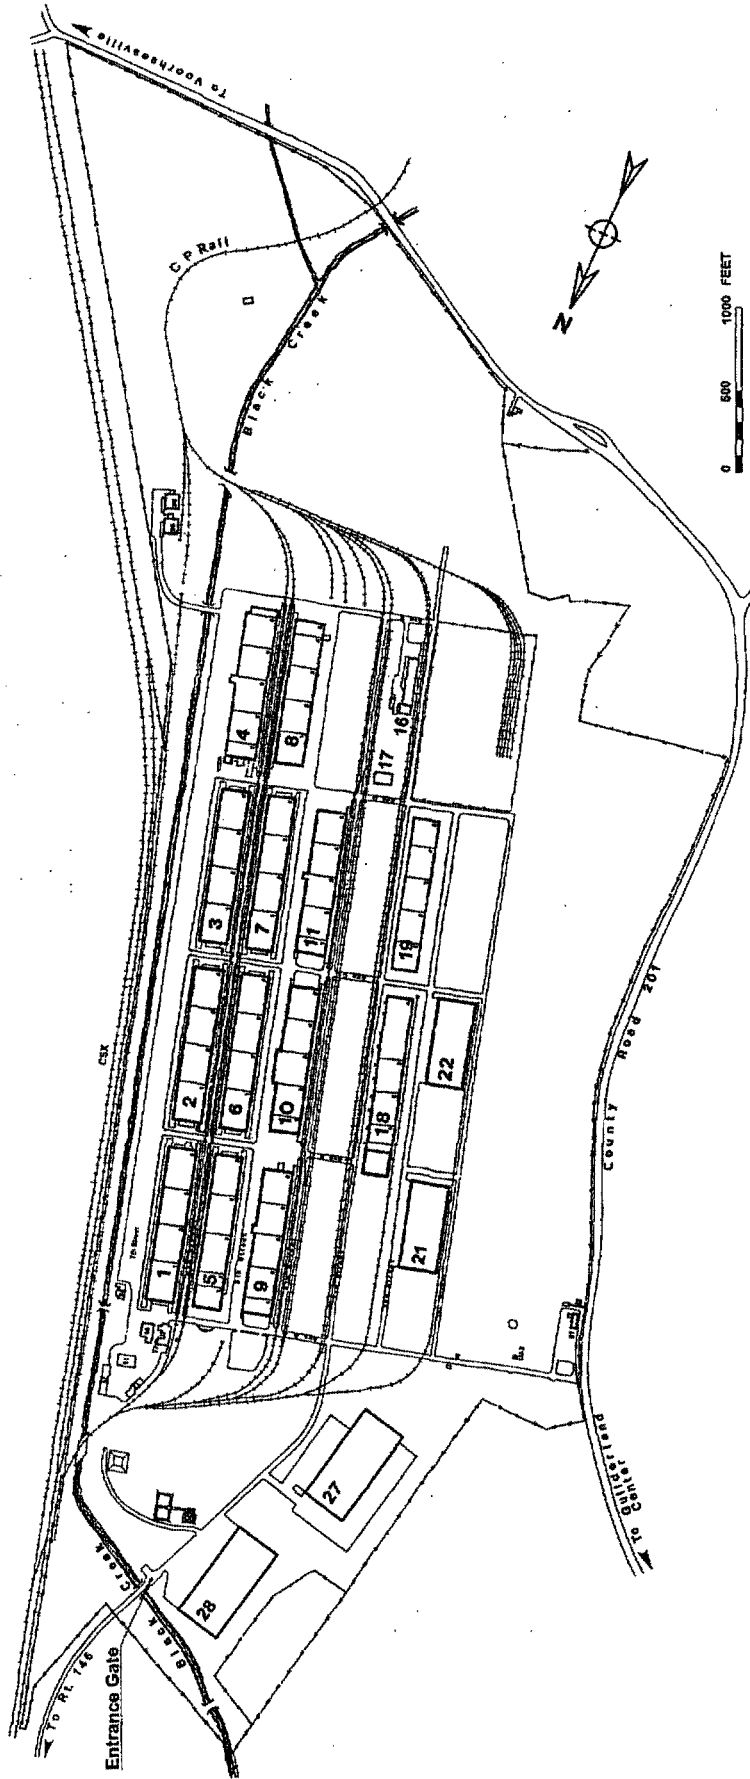 To Voorheesville
C P Rail
Black Creek
N
0 500 1000 FEET
CSX
4
8
16
17
3
7
11
19
2
6
10
18
22
1
5
9
21
7th Street
County Road 201
27
28
To Guilderland
Center
Black Creek
To Rt. 146
Entrance Gate